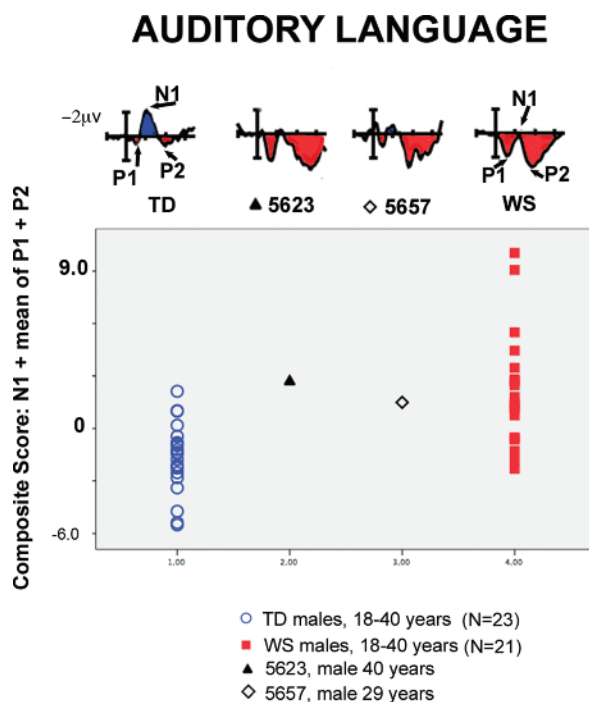 AUDITORY LANGUAGE
N1 N1
−2μv
P1 P2 P1 P2
TD 5623 5657 WS
Composite Score: N1 + mean of P1 + P2
9.0
0
-6.0
1.00 2.00 3.00 4.00
TD males, 18-40 years (N=23)
WS males, 18-40 years (N=21)
5623, male 40 years
5657, male 29 years